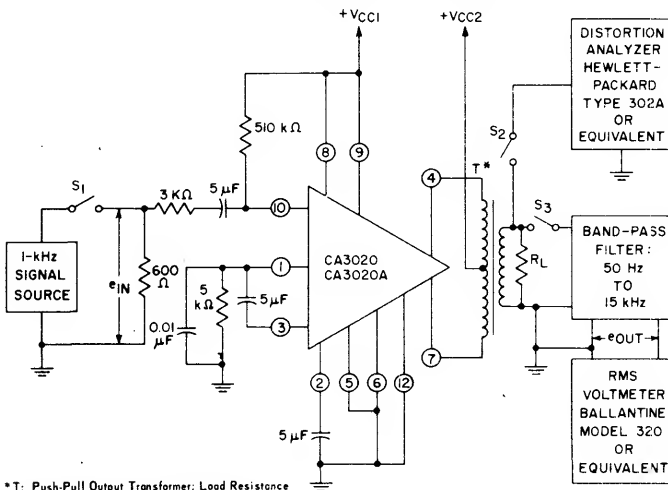 +VCC1
+VCC2
DISTORTION
ANALYZER
HEWLETT-
PACKARD
TYPE 302A
OR
EQUIVALENT
510 kΩ
8
9
S2
4
T*
S1
3 KΩ
5 μF
10
S3
1-kHz
SIGNAL
SOURCE
eIN
600
Ω
1
CA3020
CA3020A
RL
BAND-PASS
FILTER:
50 Hz
TO
15 kHz
0.01
μF
5
kΩ
5 μF
3
7
eOUT
2
5
6
12
5 μF
RMS
VOLTMETER
BALLANTINE
MODEL 320
OR
EQUIVALENT
*T: Push-Pull Output Transformer; Load Resistance